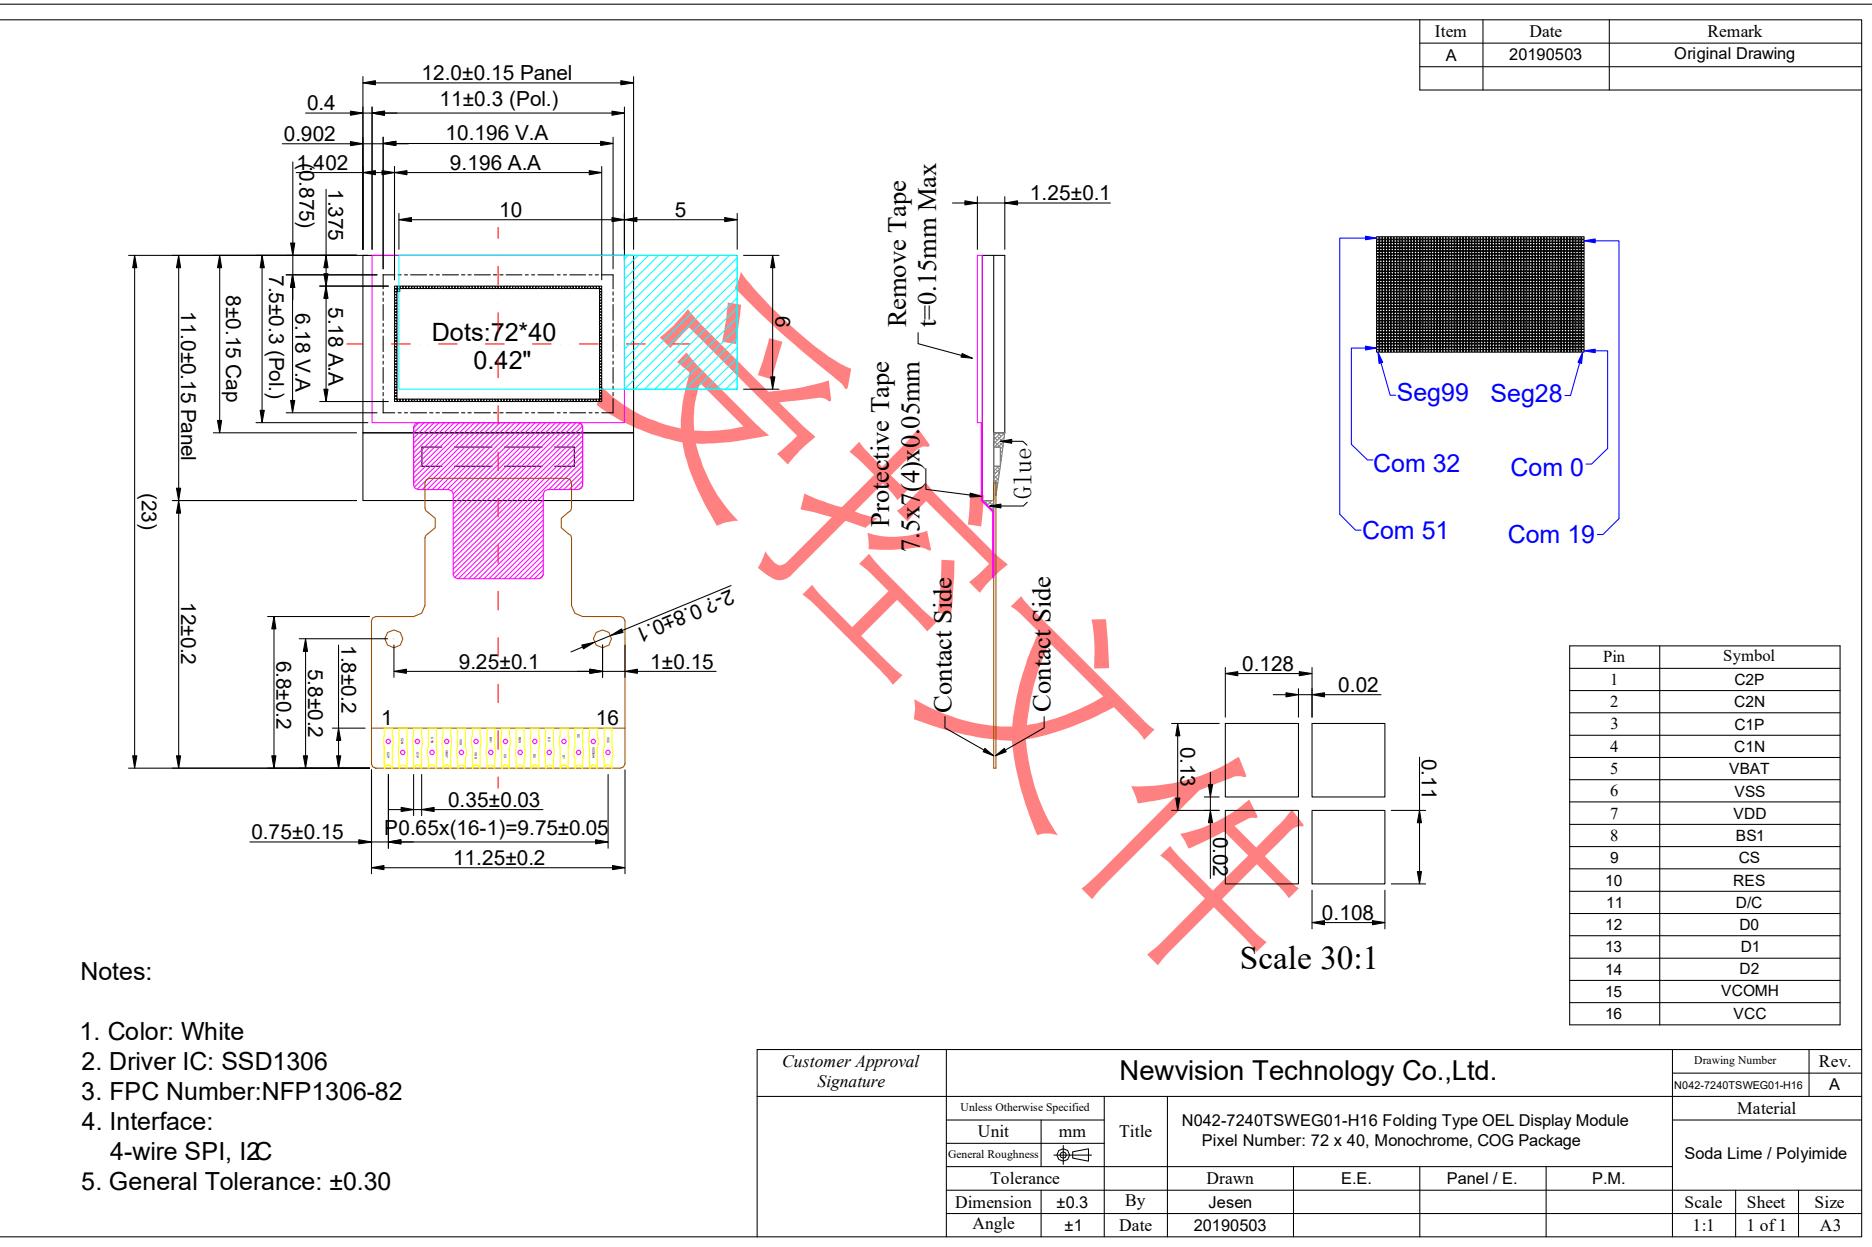 Item Date Remark
A 20190503 Original Drawing
12.0±0.15 Panel
11±0.3 (Pol.)
0.4
10.196 V.A
0.902
9.196 A.A
1.402
(0.875)
1.375
10
5
6
(23)
11.0±0.15 Panel
8±0.15 Cap
7.5±0.3 (Pol.)
6.18 V.A
5.18 A.A
Dots:72*40
0.42"
12±0.2
6.8±0.2
5.8±0.2
1.8±0.2
2-? 0.8±0.1
9.25±0.1
1±0.15
1
16
0.35±0.03
P0.65x(16-1)=9.75±0.05
0.75±0.15
11.25±0.2
1.25±0.1
Remove Tape
t=0.15mm Max
Protective Tape
7.5x7(4)x0.05mm
Glue
Contact Side
Contact Side
Seg99
Seg28
Com 32
Com 0
Com 51
Com 19
0.128
0.02
0.13
0.11
0.02
0.108
Scale 30:1
Pin Symbol
1 C2P
2 C2N
3 C1P
4 C1N
5 VBAT
6 VSS
7 VDD
8 BS1
9 CS
10 RES
11 D/C
12 D0
13 D1
14 D2
15 VCOMH
16 VCC
受控文件
Notes:
1. Color: White
2. Driver IC: SSD1306
3. FPC Number:NFP1306-82
4. Interface:
4-wire SPI, I2C
5. General Tolerance: ±0.30
Customer Approval
Signature
Newvision Technology Co.,Ltd.
Drawing Number Rev.
N042-7240TSWEG01-H16 A
Unless Otherwise Specified
Unit mm
General Roughness
Title
N042-7240TSWEG01-H16 Folding Type OEL Display Module
Pixel Number: 72 x 40, Monochrome, COG Package
Material
Soda Lime / Polyimide
Tolerance Drawn E.E. Panel / E. P.M.
Dimension ±0.3 By Jesen
Angle ±1 Date 20190503
Scale Sheet Size
1:1 1 of 1 A3